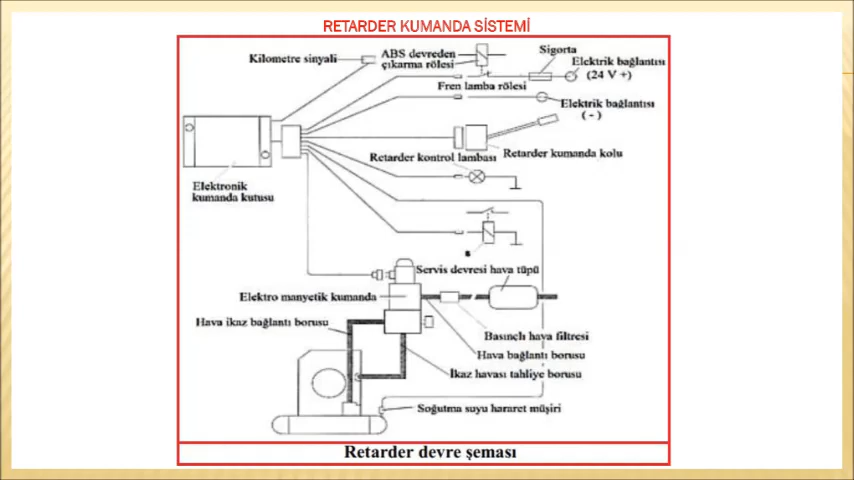 RETARDER KUMANDA SİSTEMİ
Kilometre sinyali
ABS devreden
çıkarma rölesi
Sigorta
Elektrik bağlantısı
(24 V +)
Fren lamba rölesi
Elektrik bağlantısı
( - )
Retarder kontrol lambası
Retarder kumanda kolu
Elektronik
kumanda kutusu
8
Servis devresi hava tüpü
Elektro manyetik kumanda
Hava ikaz bağlantı borusu
Basınçlı hava filtresi
Hava bağlantı borusu
İkaz havası tahliye borusu
Soğutma suyu hararet müşiri
Retarder devre şeması